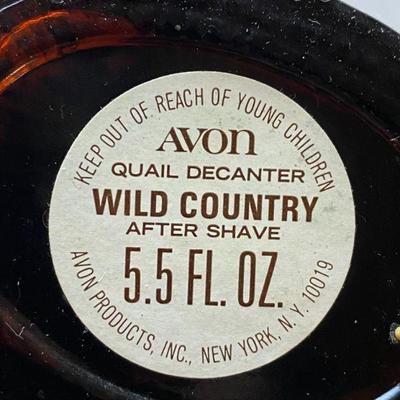 KEEP OUT OF REACH OF YOUNG CHILDREN
AVON
QUAIL DECANTER
WILD COUNTRY
AFTER SHAVE
5.5 FL. OZ.
AVON PRODUCTS, INC., NEW YORK, N.Y. 10019